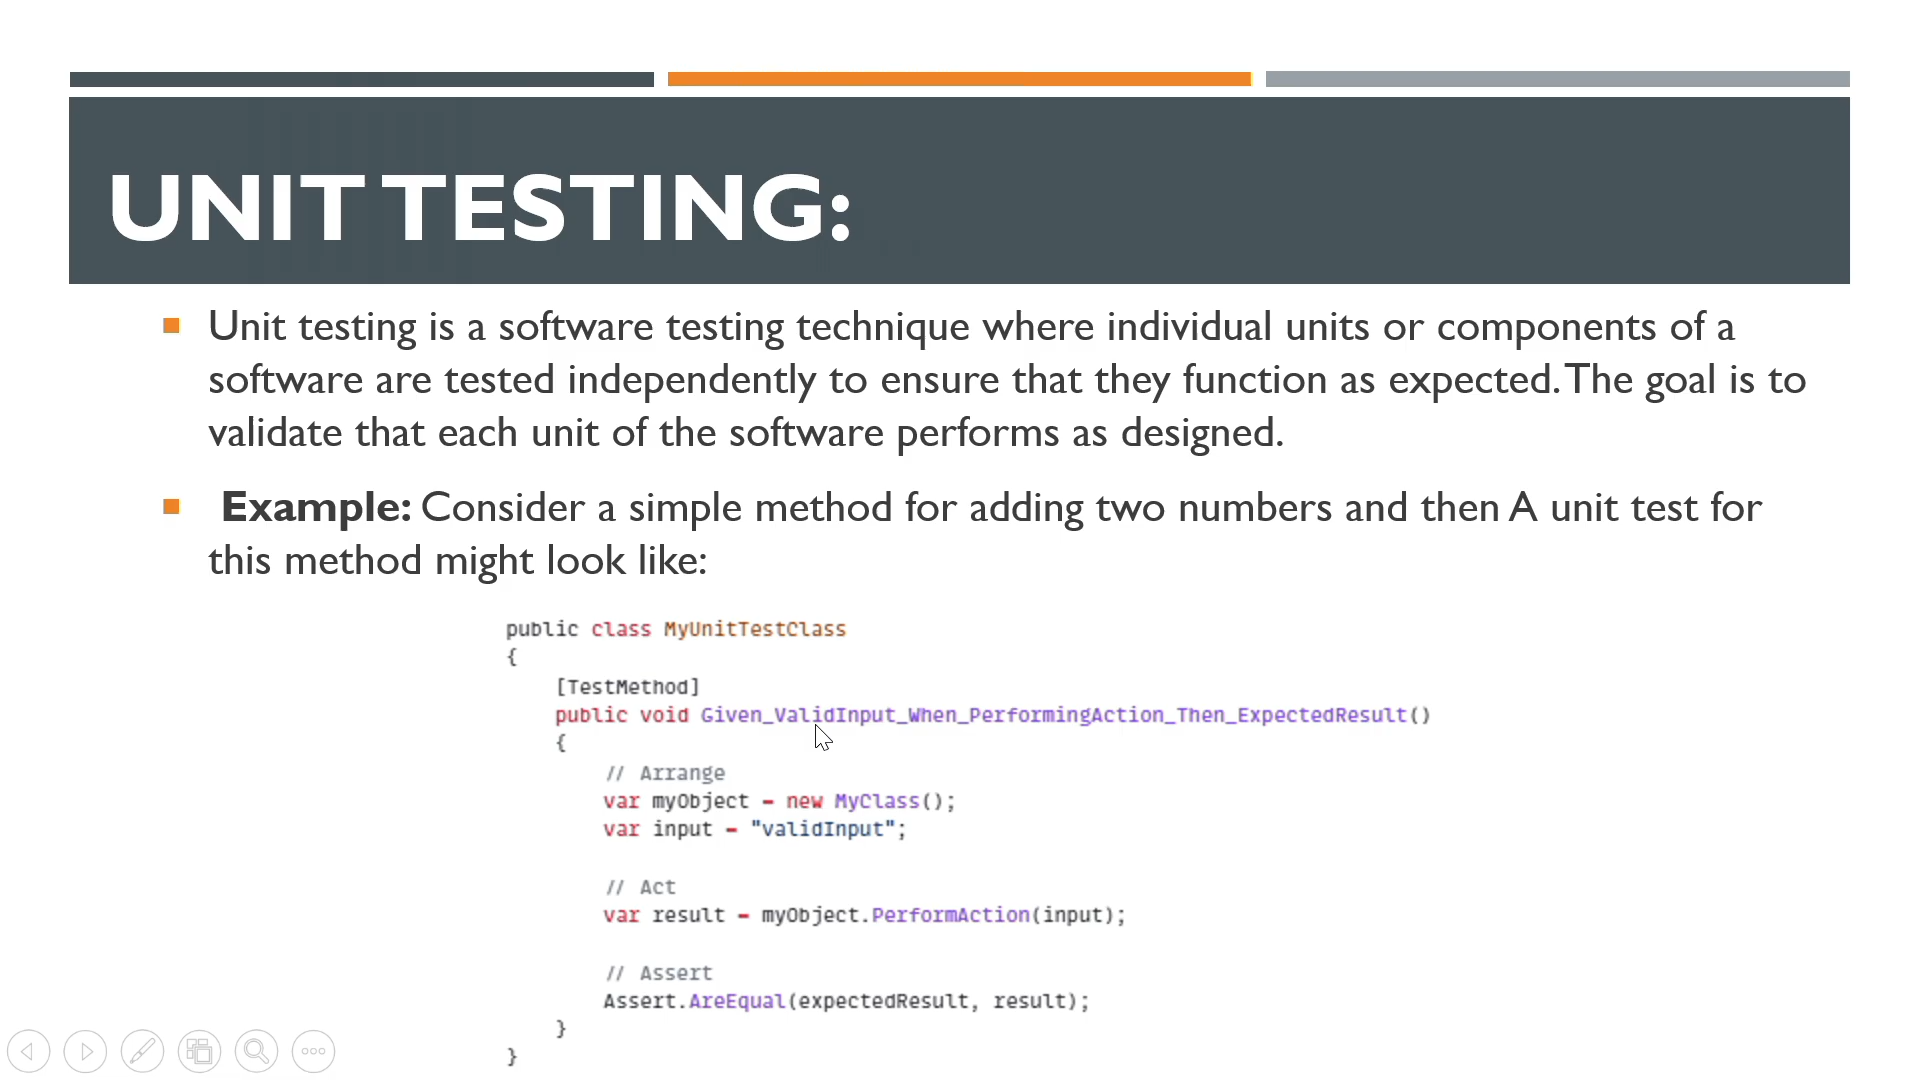 UNIT TESTING:
Unit testing is a software testing technique where individual units or components of a
software are tested independently to ensure that they function as expected. The goal is to
validate that each unit of the software performs as designed.
Example: Consider a simple method for adding two numbers and then A unit test for
this method might look like:
public class MyUnitTestClass
{
[TestMethod]
public void Given_ValidInput_When_PerformingAction_Then_ExpectedResult()
{
// Arrange
var myObject = new MyClass();
var input = "validInput";
// Act
var result = myObject.PerformAction(input);
// Assert
Assert.AreEqual(expectedResult, result);
}
}